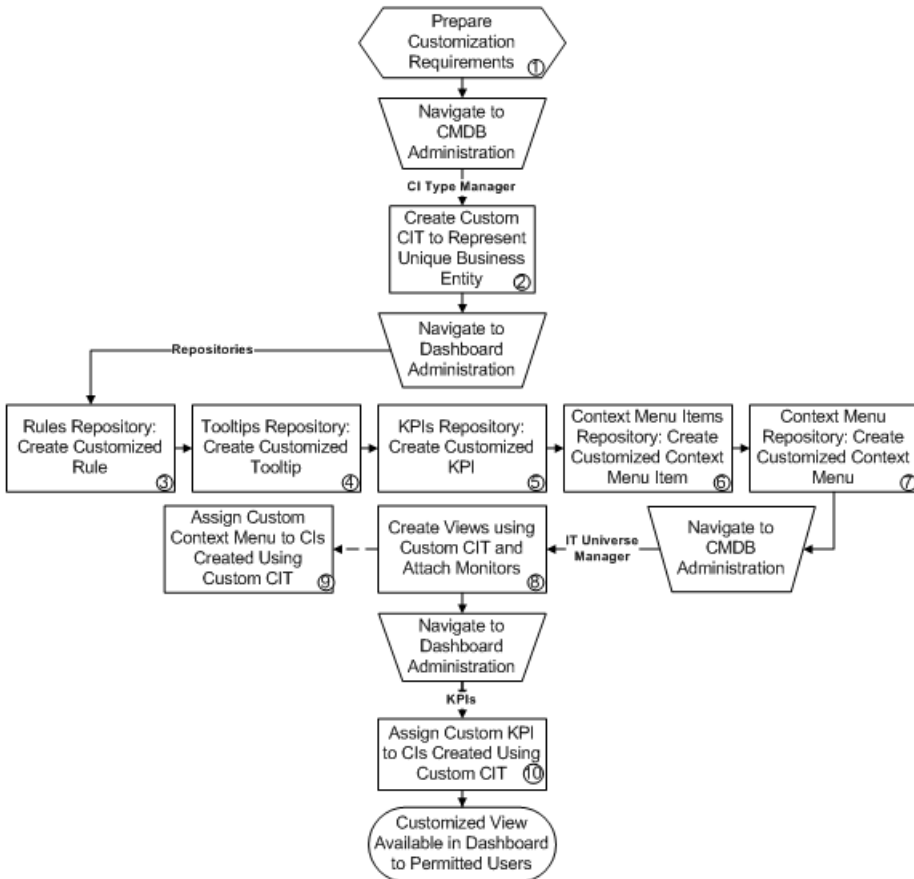 Prepare
Customization
Requirements
1
Navigate to
CMDB
Administration
CI Type Manager
Create Custom
CIT to Represent
Unique Business
Entity
2
Navigate to
Dashboard
Administration
Repositories
Rules Repository:
Create Customized
Rule
3
Tooltips Repository:
Create Customized
Tooltip
4
KPIs Repository:
Create Customized
KPI
5
Context Menu Items
Repository: Create
Customized Context
Menu Item
6
Context Menu
Repository: Create
Customized Context
Menu
7
Assign Custom
Context Menu to CIs
Created Using
Custom CIT
9
Create Views using
Custom CIT and
Attach Monitors
8
IT Universe
Manager
Navigate to
CMDB
Administration
Navigate to
Dashboard
Administration
KPIs
Assign Custom KPI
to CIs Created Using
Custom CIT
10
Customized View
Available in Dashboard
to Permitted Users